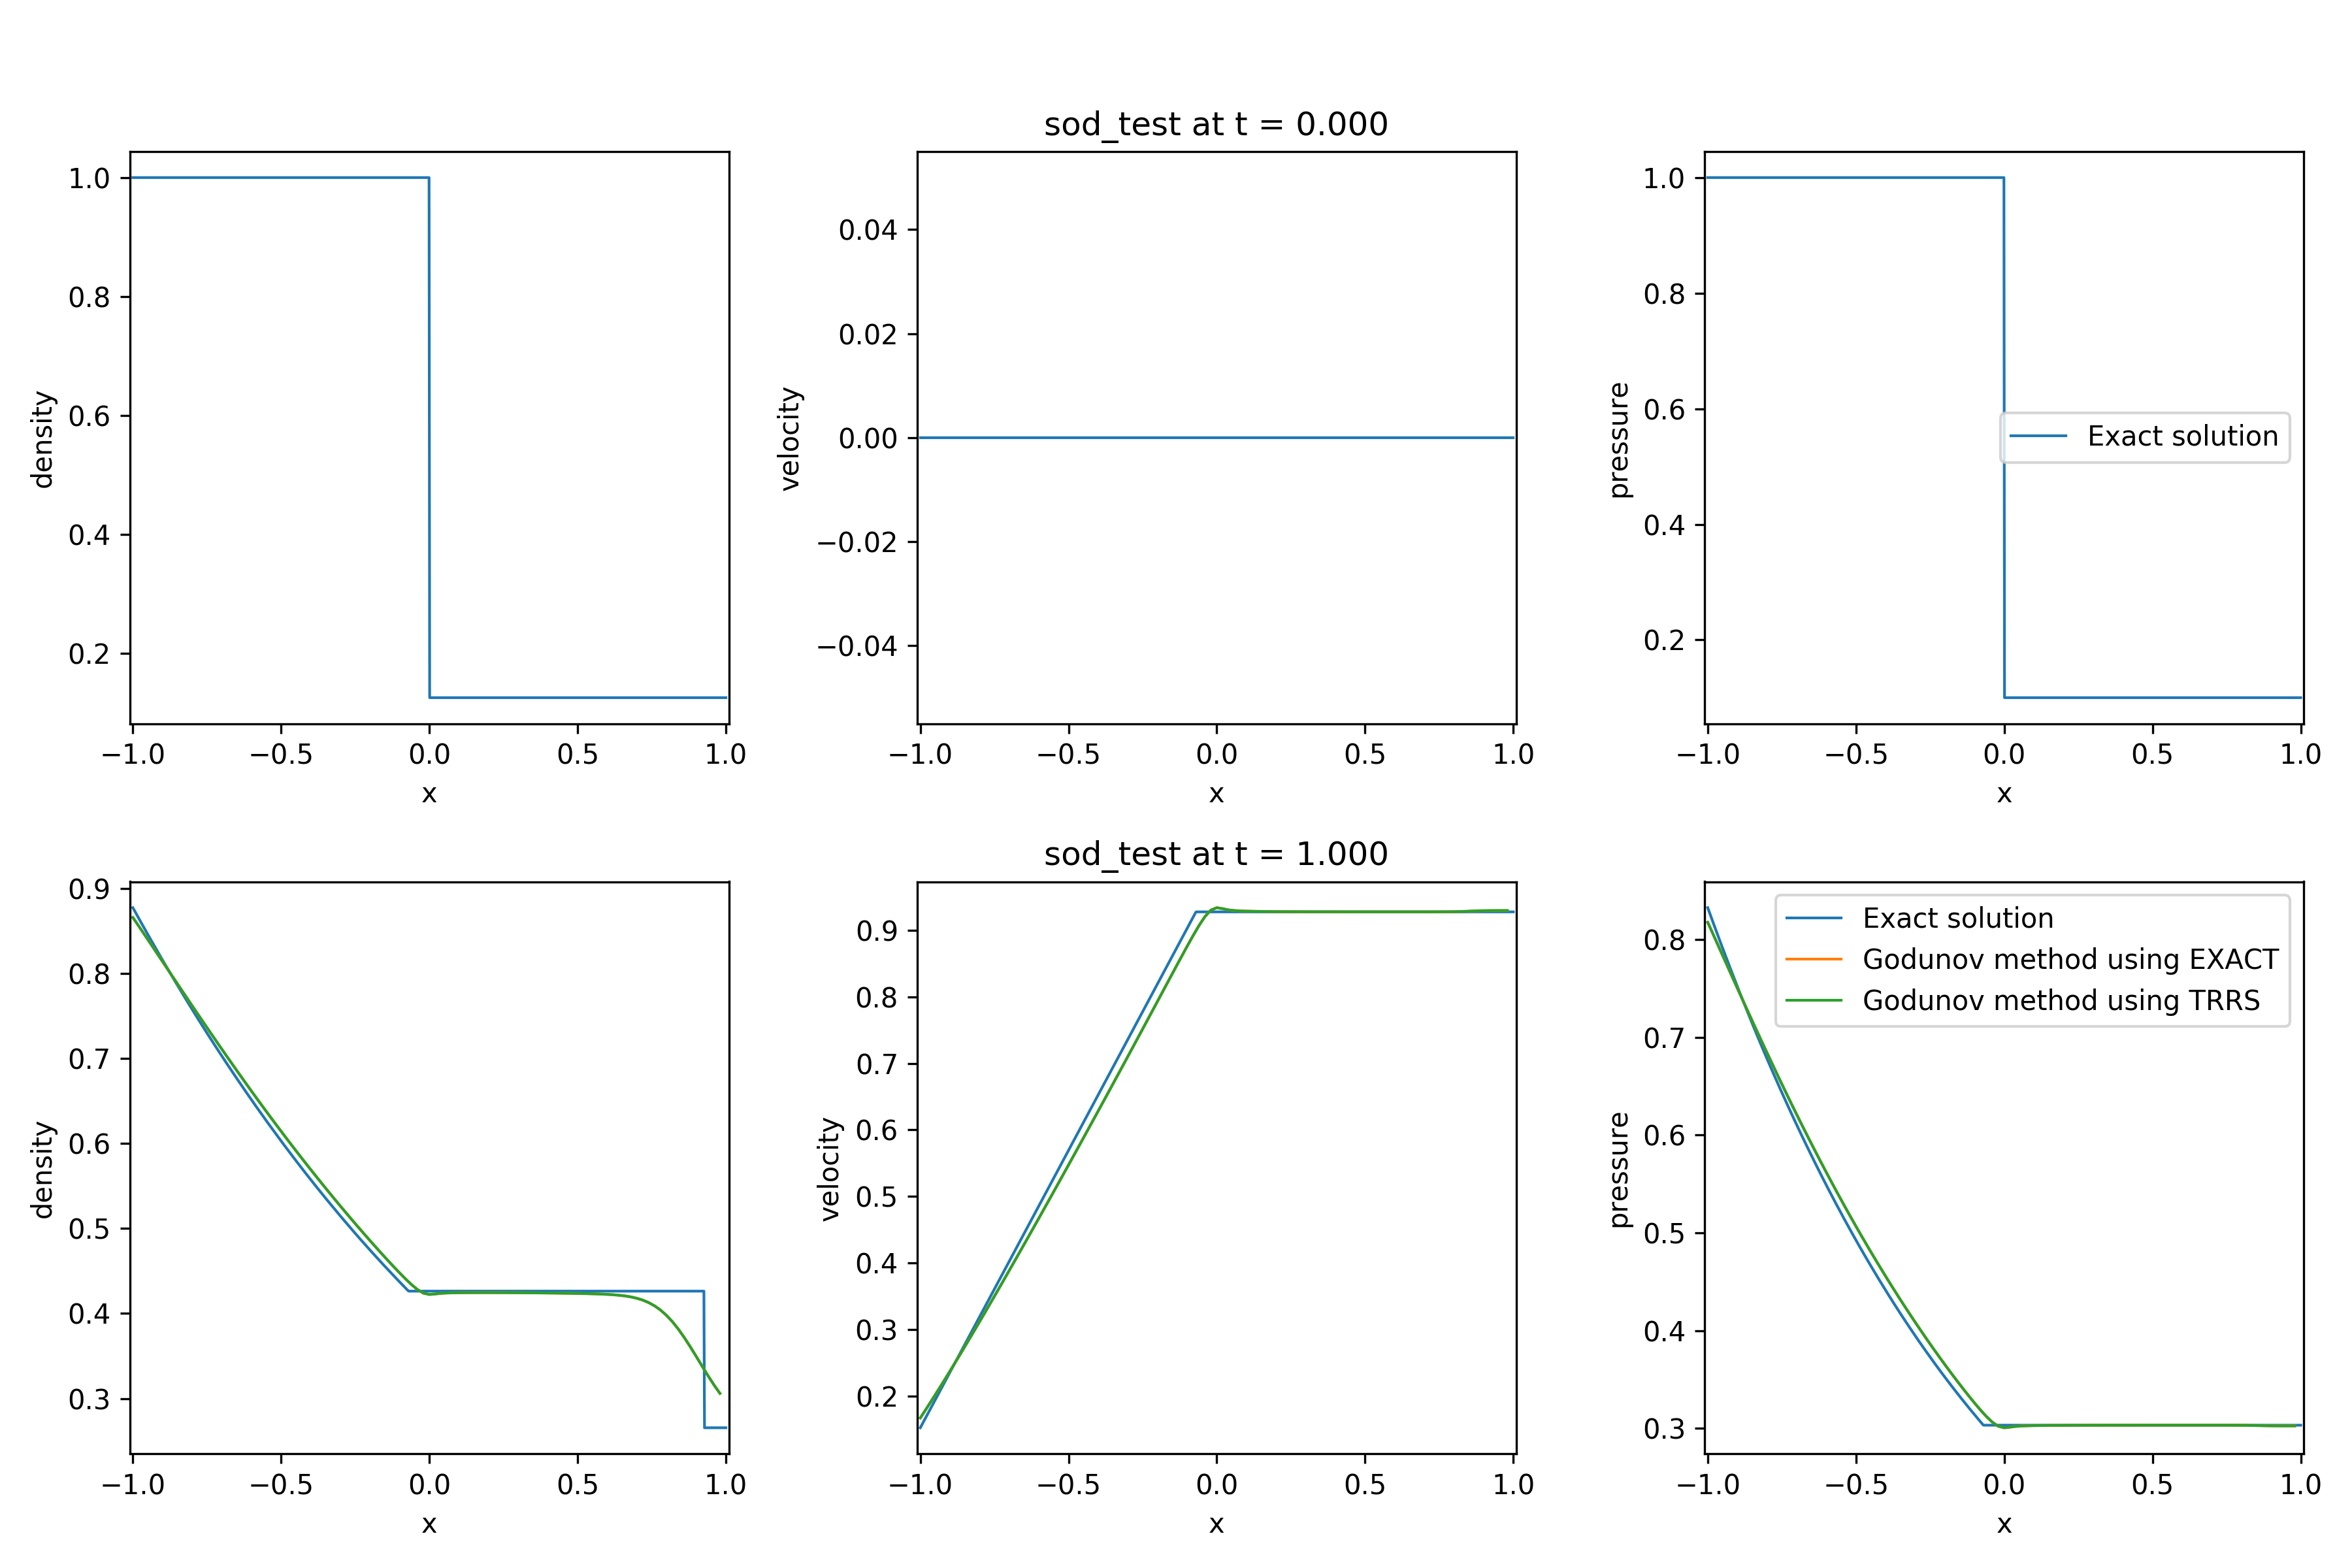 sod_test at t = 0.000
density
1.0
0.8
0.6
0.4
0.2
−1.0 −0.5 0.0 0.5 1.0
x
velocity
0.04
0.02
0.00
−0.02
−0.04
−1.0 −0.5 0.0 0.5 1.0
x
pressure
1.0
0.8
0.6
0.4
0.2
Exact solution
−1.0 −0.5 0.0 0.5 1.0
x
sod_test at t = 1.000
density
0.9
0.8
0.7
0.6
0.5
0.4
0.3
−1.0 −0.5 0.0 0.5 1.0
x
velocity
0.9
0.8
0.7
0.6
0.5
0.4
0.3
0.2
−1.0 −0.5 0.0 0.5 1.0
x
pressure
0.8
0.7
0.6
0.5
0.4
0.3
Exact solution
Godunov method using EXACT
Godunov method using TRRS
−1.0 −0.5 0.0 0.5 1.0
x